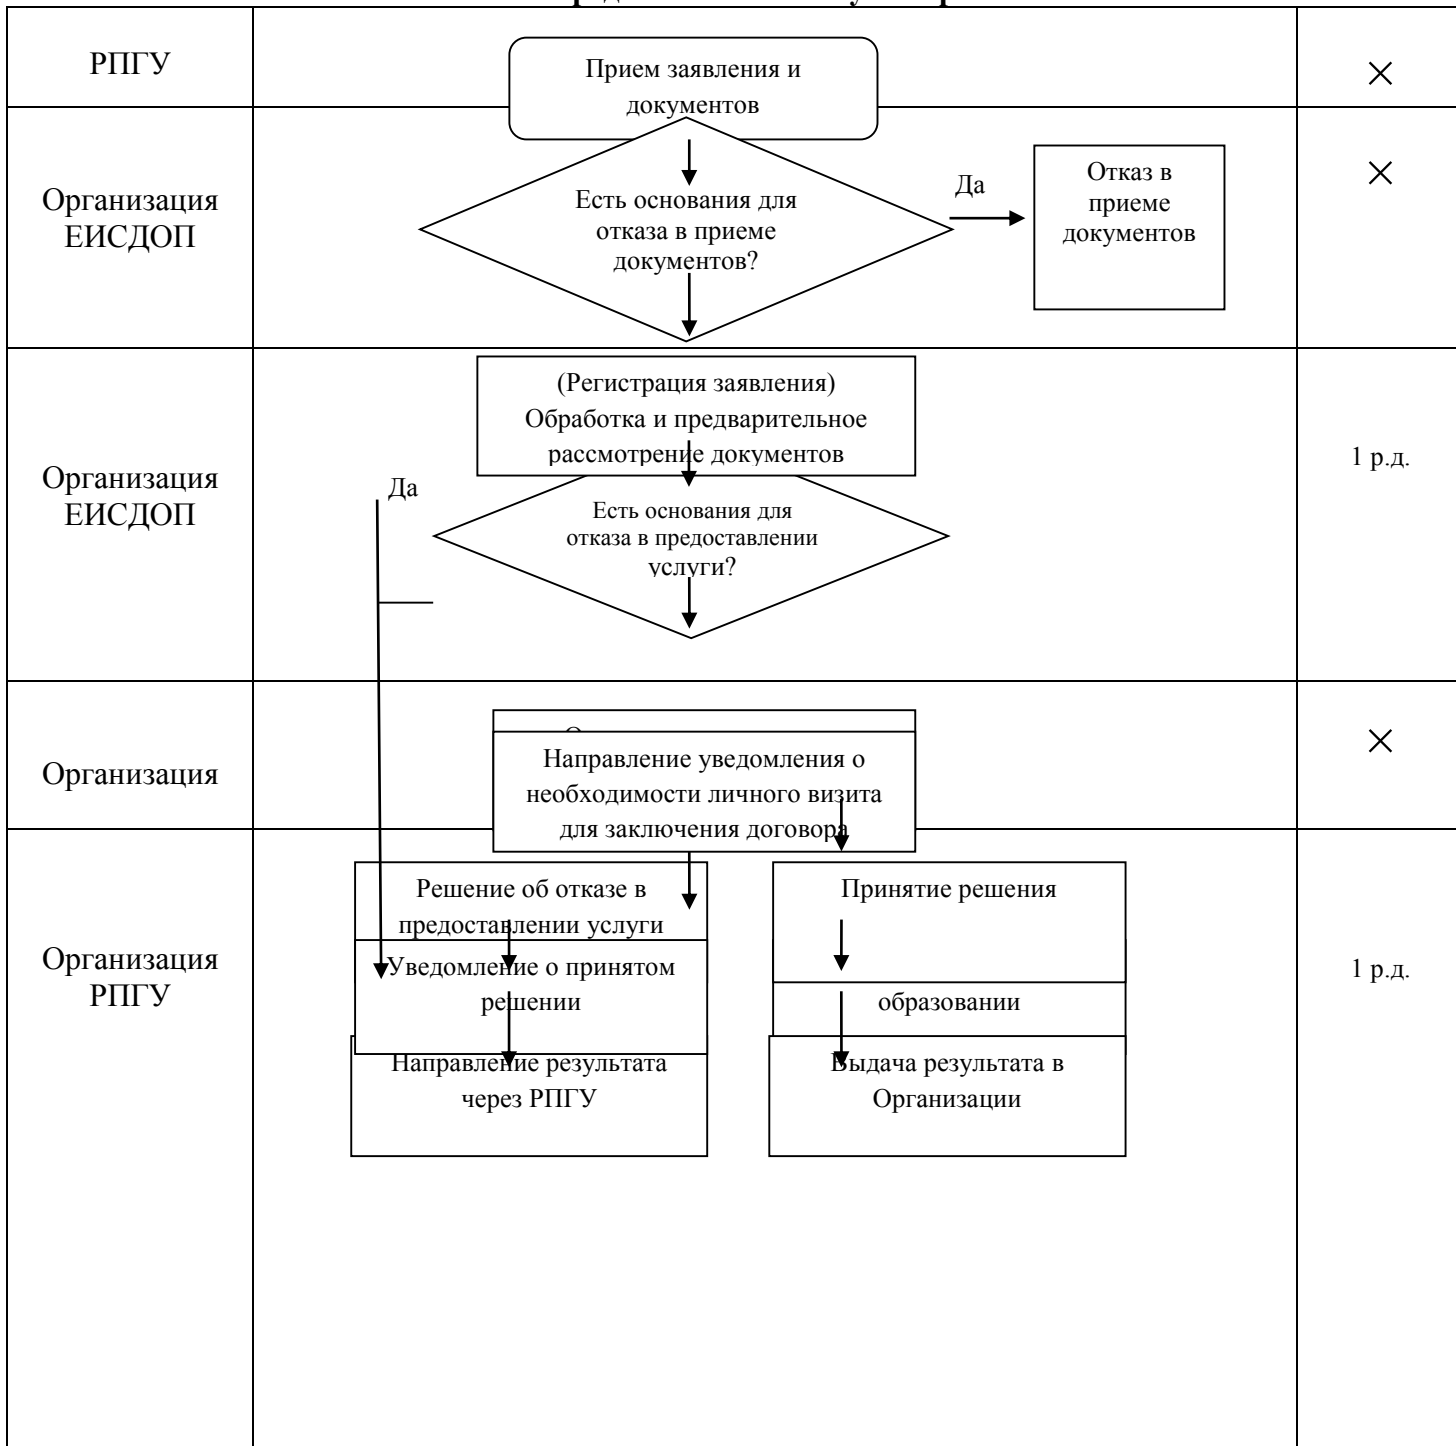 РПГУ
Прием заявления и
документов
×
Организация
ЕИСДОП
Есть основания для
отказа в приеме
документов?
Да
Отказ в
приеме
документов
×
Организация
ЕИСДОП
(Регистрация заявления)
Обработка и предварительное
рассмотрение документов
1 р.д.
Да
Есть основания для
отказа в предоставлении
услуги?
Организация
Направление уведомления о
необходимости личного визита
для заключения договора
×
Организация
РПГУ
Решение об отказе в
предоставлении услуги
Уведомление о принятом
решении
Направление результата
через РПГУ
Принятие решения
образовании
Выдача результата в
Организации
1 р.д.